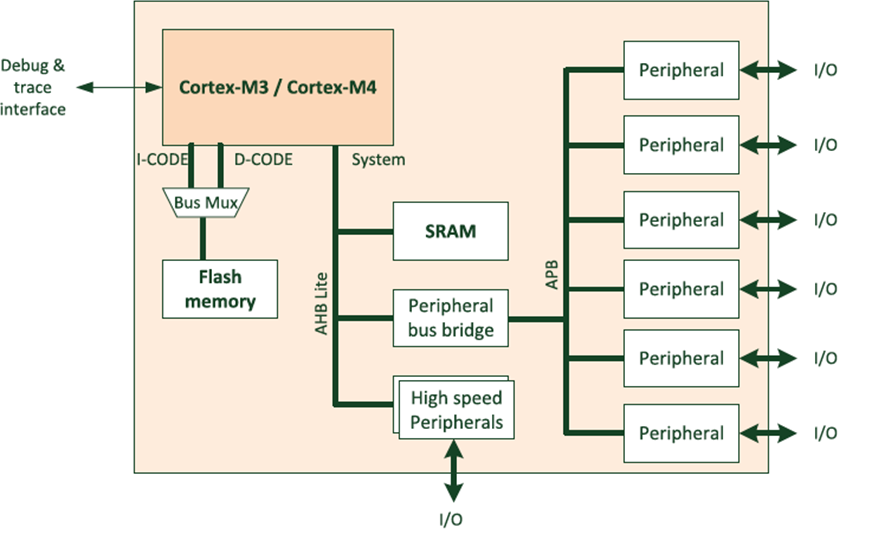 Debug &
trace
interface
Cortex-M3 / Cortex-M4
I-CODE
D-CODE
System
Bus Mux
Flash
memory
AHB Lite
SRAM
Peripheral
bus bridge
High speed
Peripherals
I/O
APB
Peripheral
I/O
Peripheral
I/O
Peripheral
I/O
Peripheral
I/O
Peripheral
I/O
Peripheral
I/O